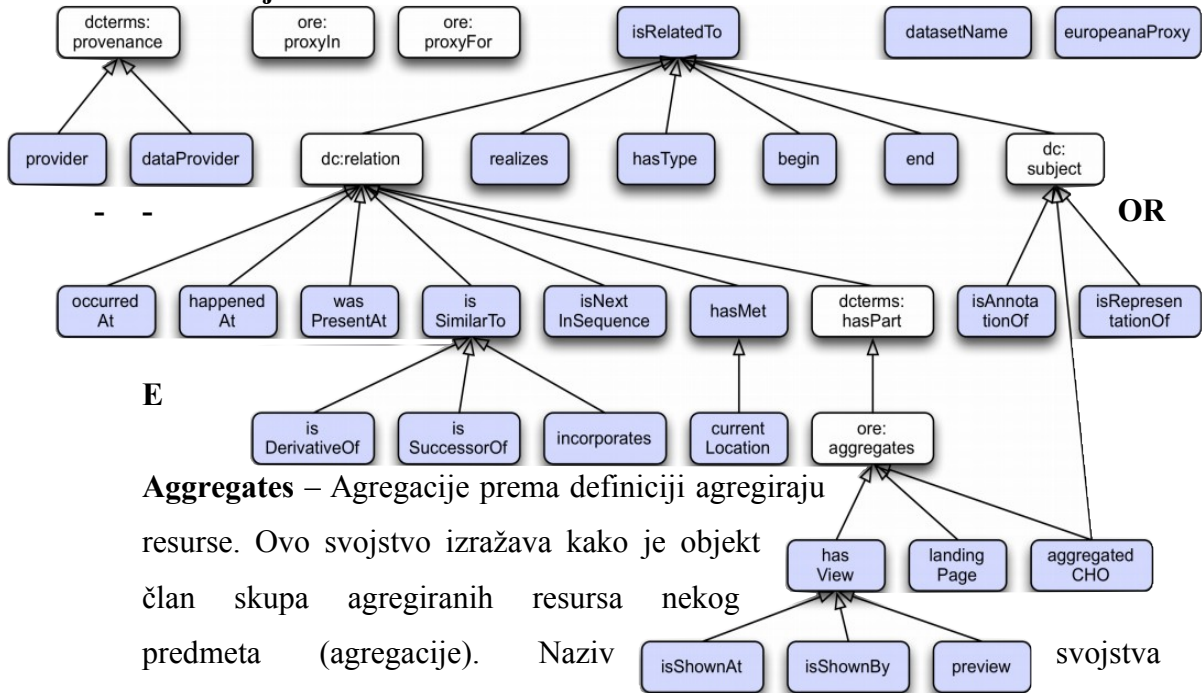 dcterms:
provenance
ore:
proxyIn
ore:
proxyFor
isRelatedTo
datasetName
europeanaProxy
provider
dataProvider
dc:relation
realizes
hasType
begin
end
dc:
subject
- -
OR
occurred
At
happened
At
was
PresentAt
is
SimilarTo
isNext
InSequence
hasMet
dcterms:
hasPart
isAnnota
tionOf
isRepresen
tationOf
E
is
DerivativeOf
is
SuccessorOf
incorporates
current
Location
ore:
aggregates
Aggregates – Agregacije prema definiciji agregiraju
resurse. Ovo svojstvo izražava kako je objekt
član skupa agregiranih resursa nekog
predmeta (agregacije). Naziv svojstva
has
View
landing
Page
aggregated
CHO
isShownAt
isShownBy
preview